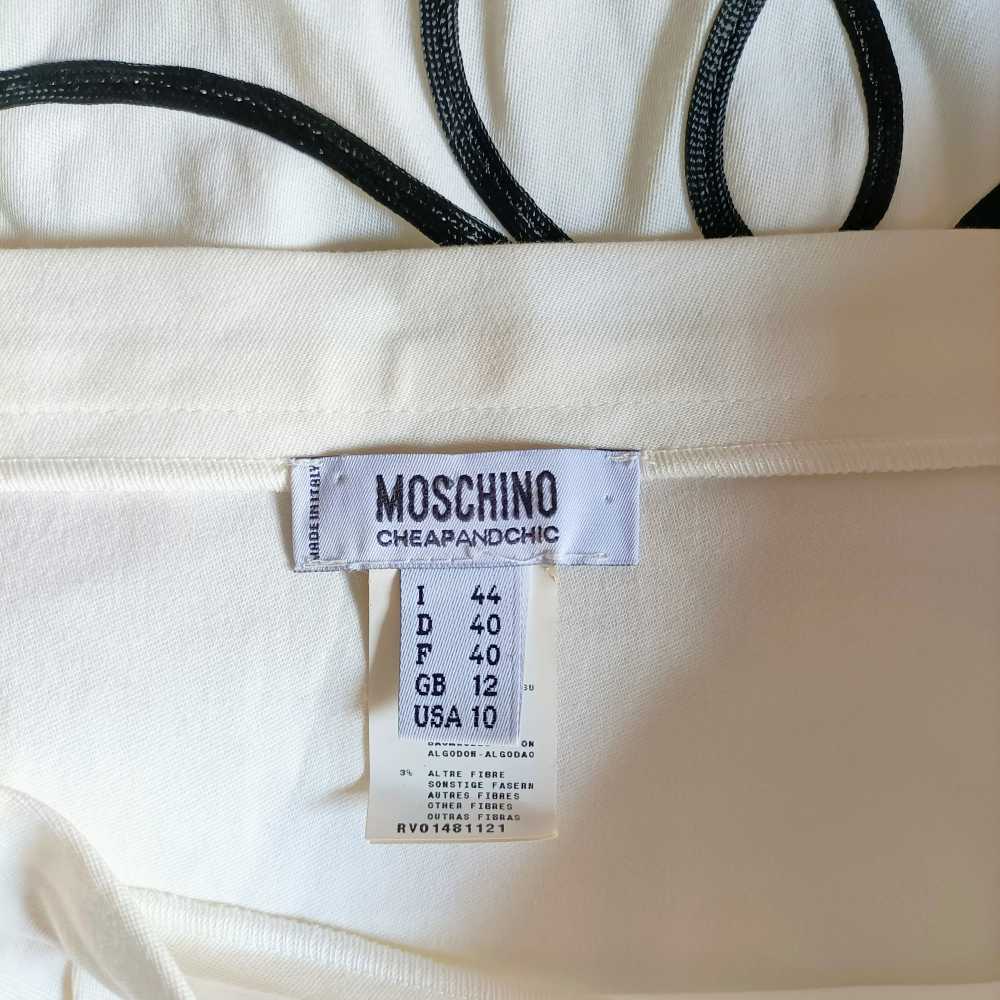 MADE IN ITALY
MOSCHINO
CHEAPANDCHIC
I 44
D 40
F 40
GB 12
USA 10
ON
ALGODON-ALGODAO
3% ALTRE FIBRE
SONSTIGE FASERN
AUTRES FIBRES
OTHER FIBRES
OUTRAS FIBRAS
RV01481121